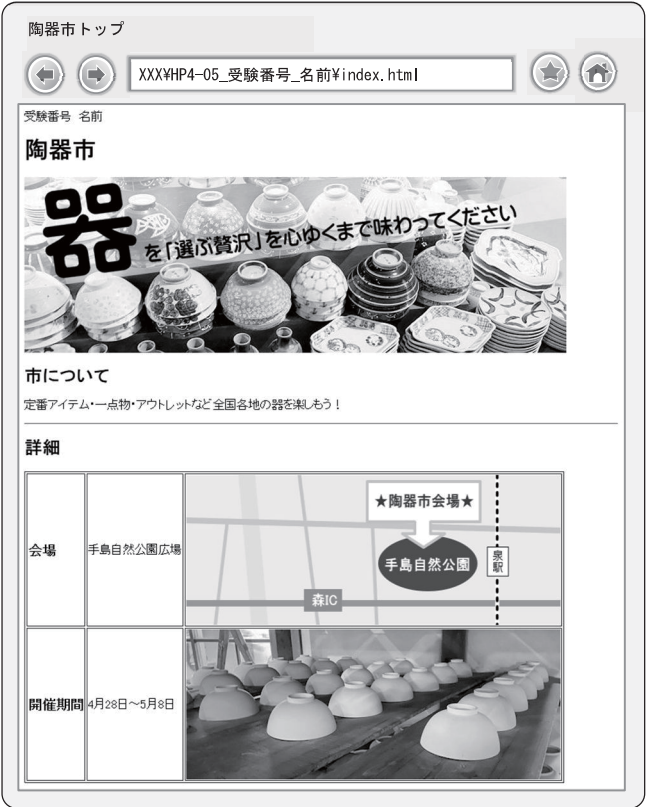 陶器市トップ
XXX¥HP4-05_受験番号_名前¥index.html
受験番号 名前
陶器市
器を「選ぶ贅沢」を心ゆくまで味わってください
市について
定番アイテム・一点物・アウトレットなど全国各地の器を楽しもう！
詳細
会場
手島自然公園広場
★陶器市会場★
手島自然公園
泉駅
森IC
開催期間
4月28日～5月8日